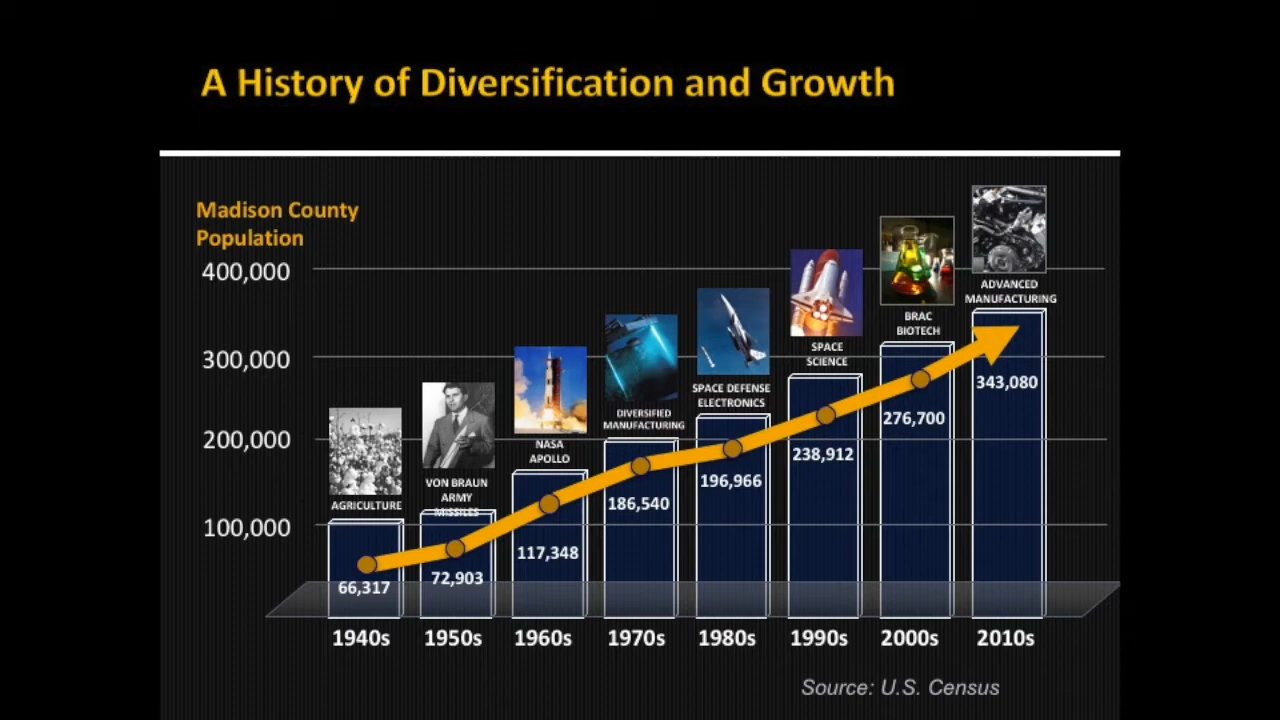 A History of Diversification and Growth
Madison County
Population
400,000
300,000
200,000
100,000
AGRICULTURE
VON BRAUN
ARMY
MISSILES
NASA
APOLLO
DIVERSIFIED
MANUFACTURING
SPACE DEFENSE
ELECTRONICS
SPACE
SCIENCE
BRAC
BIOTECH
ADVANCED
MANUFACTURING
66,317
72,903
117,348
186,540
196,966
238,912
276,700
343,080
1940s
1950s
1960s
1970s
1980s
1990s
2000s
2010s
Source: U.S. Census